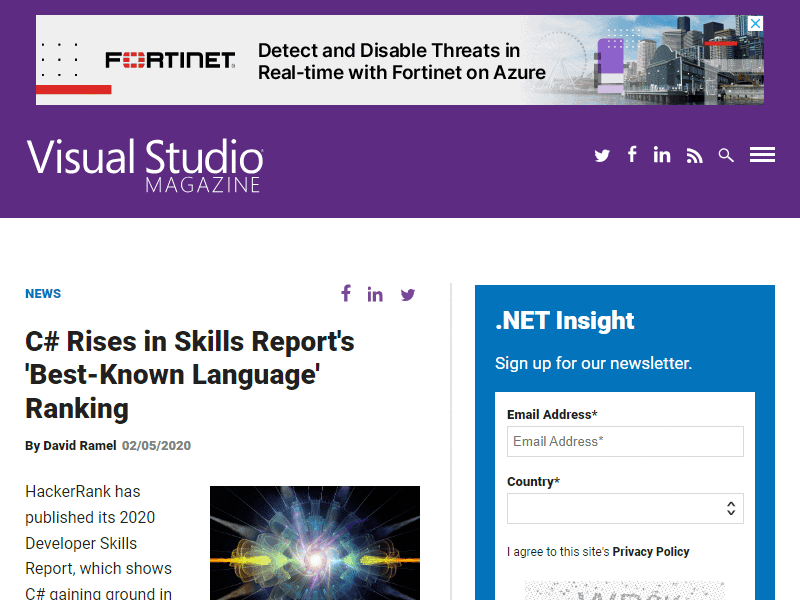 FORTINET
Detect and Disable Threats in
Real-time with Fortinet on Azure
Visual Studio
MAGAZINE
NEWS
C# Rises in Skills Report's
'Best-Known Language'
Ranking
By David Ramel 02/05/2020
HackerRank has
published its 2020
Developer Skills
Report, which shows
C# gaining ground in
.NET Insight
Sign up for our newsletter.
Email Address*
Email Address*
Country*
I agree to this site's Privacy Policy